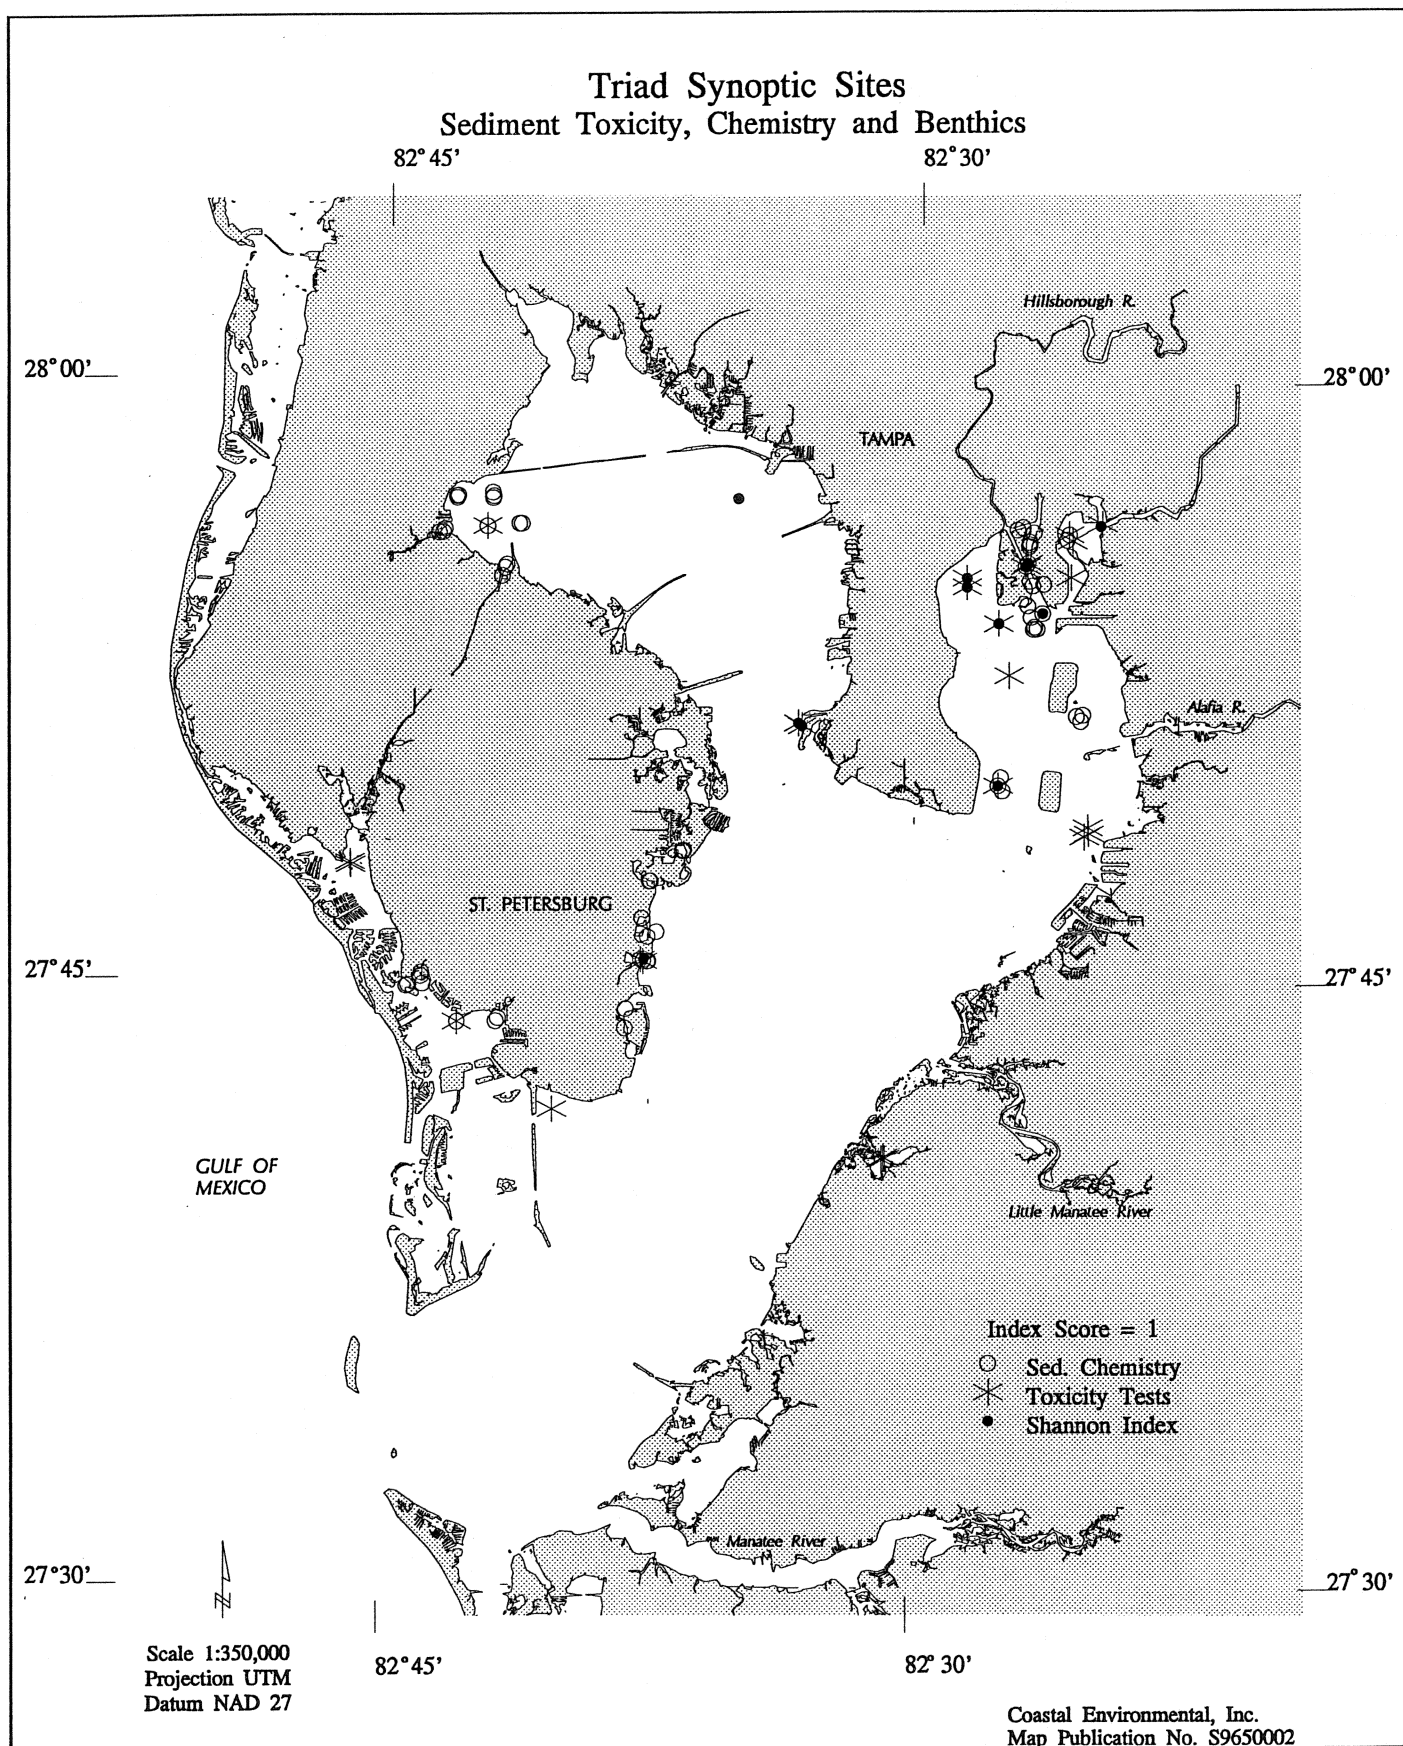 Triad Synoptic Sites
Sediment Toxicity, Chemistry and Benthics
82°45'
82°30'
Hillsborough R.
28°00'
28°00'
TAMPA
Alafia R.
ST. PETERSBURG
27°45'
27°45'
GULF OF
MEXICO
Little Manatee River
Index Score = 1
Sed. Chemistry
Toxicity Tests
Shannon Index
Manatee River
27°30'
27°30'
Scale 1:350,000
Projection UTM
Datum NAD 27
82°45'
82°30'
Coastal Environmental, Inc.
Map Publication No. S9650002